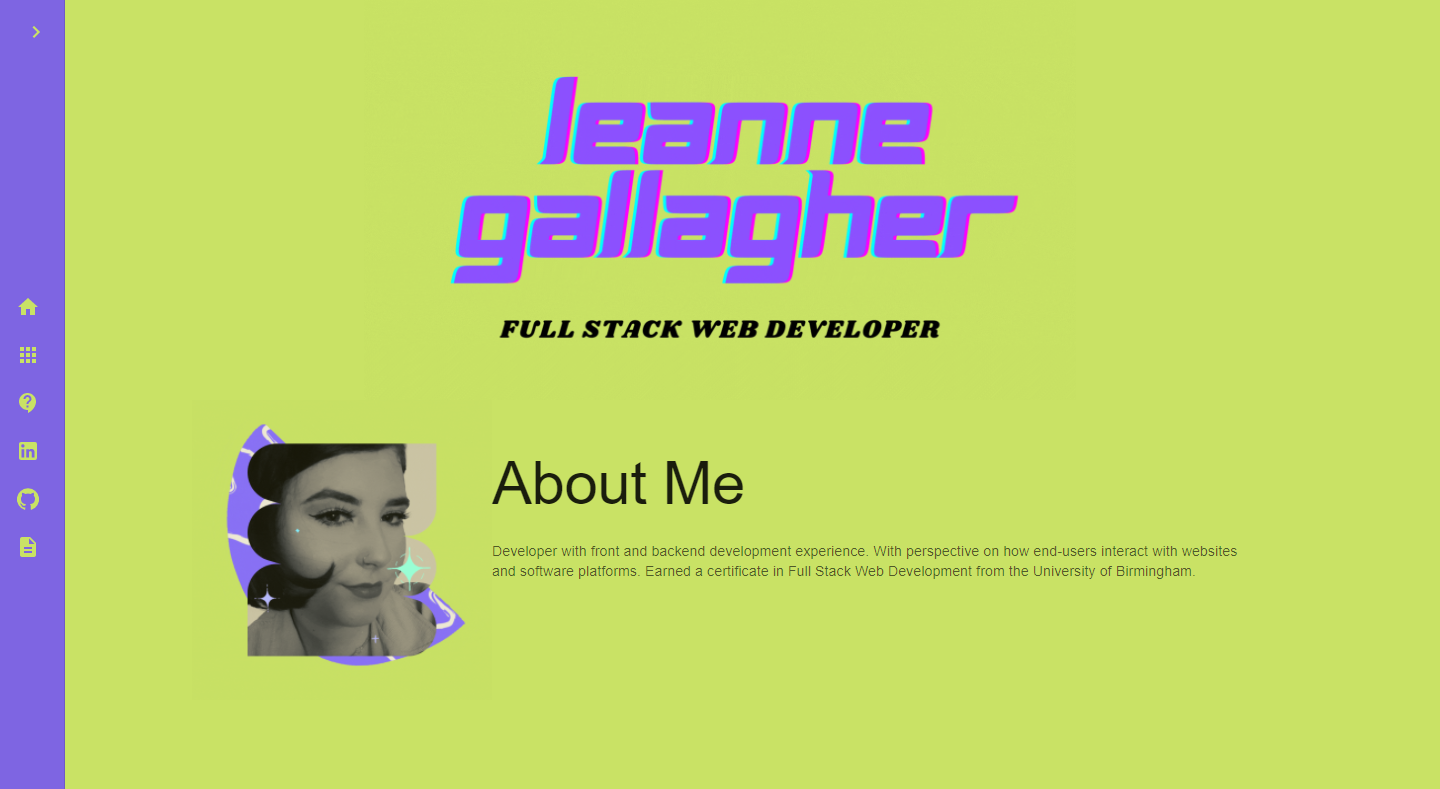 leanne
gallagher
FULL STACK WEB DEVELOPER
About Me
Developer with front and backend development experience. With perspective on how end-users interact with websites
and software platforms. Earned a certificate in Full Stack Web Development from the University of Birmingham.